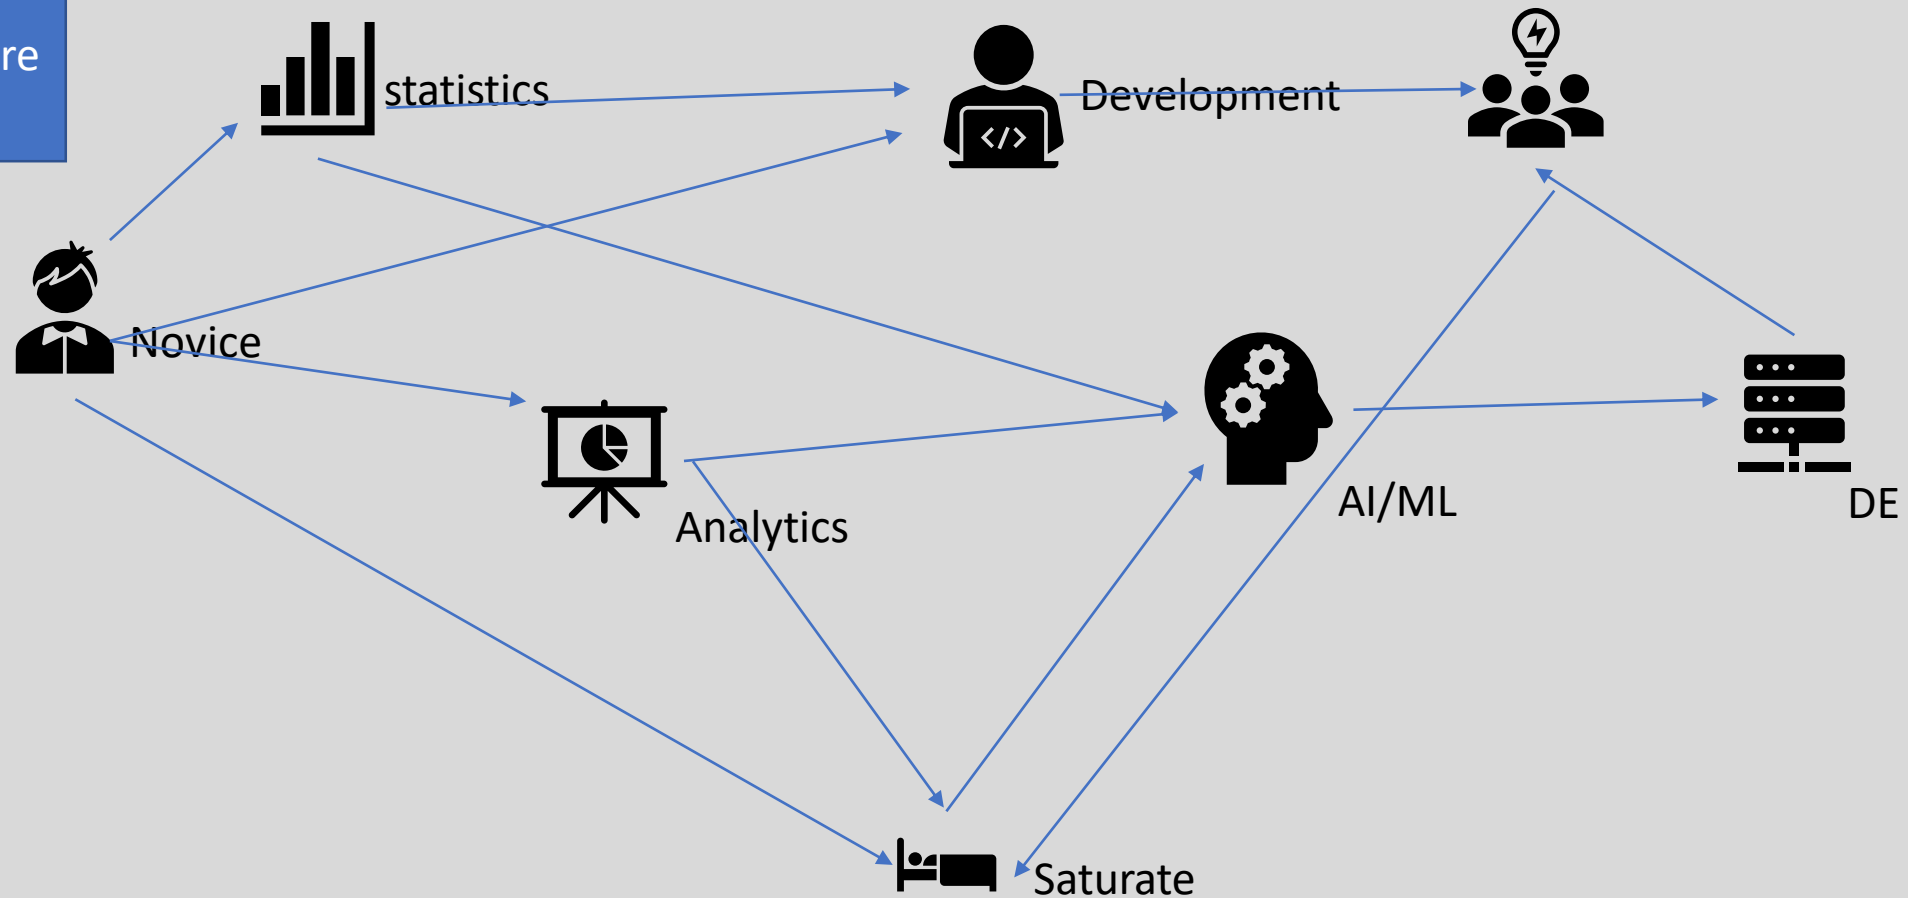 re
statistics
Development
Novice
Analytics
AI/ML
DE
Saturate